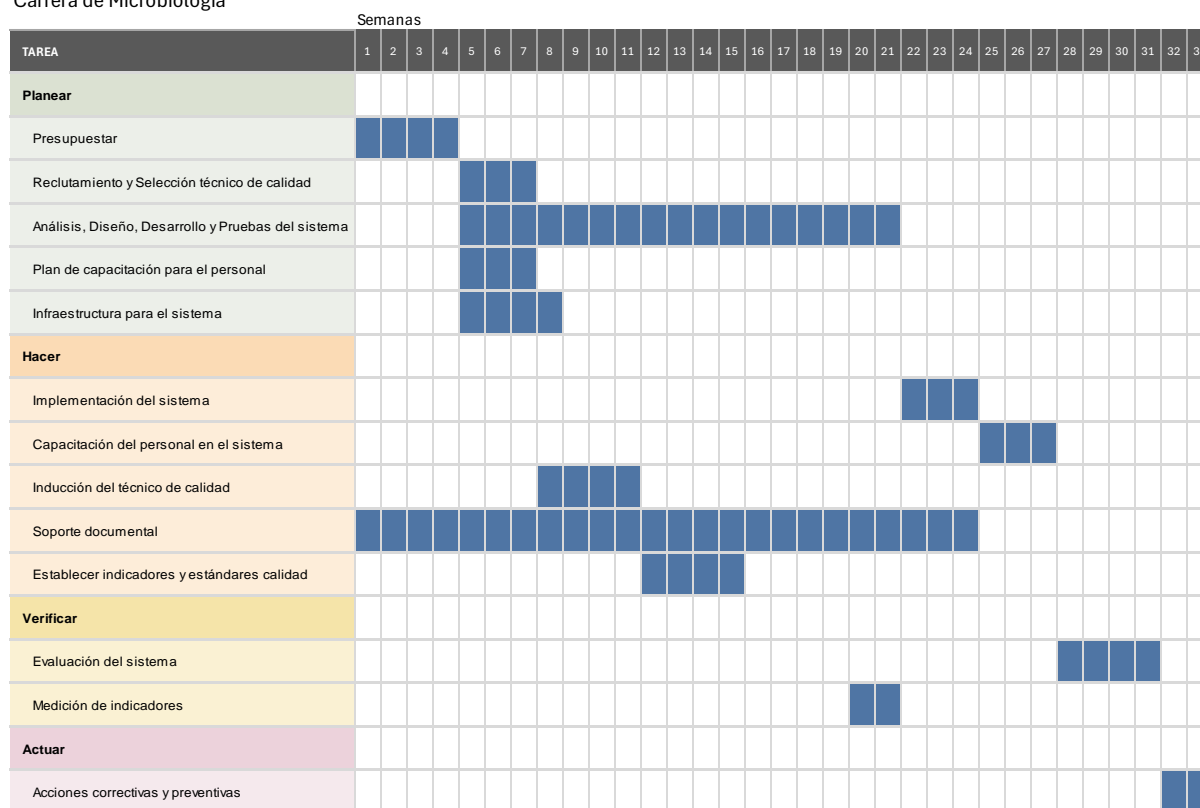 Carrera de Microbiología
Semanas
TAREA 1 2 3 4 5 6 7 8 9 10 11 12 13 14 15 16 17 18 19 20 21 22 23 24 25 26 27 28 29 30 31 32
Planear
Presupuestar
Reclutamiento y Selección técnico de calidad
Análisis, Diseño, Desarrollo y Pruebas del sistema
Plan de capacitación para el personal
Infraestructura para el sistema
Hacer
Implementación del sistema
Capacitación del personal en el sistema
Inducción del técnico de calidad
Soporte documental
Establecer indicadores y estándares calidad
Verificar
Evaluación del sistema
Medición de indicadores
Actuar
Acciones correctivas y preventivas